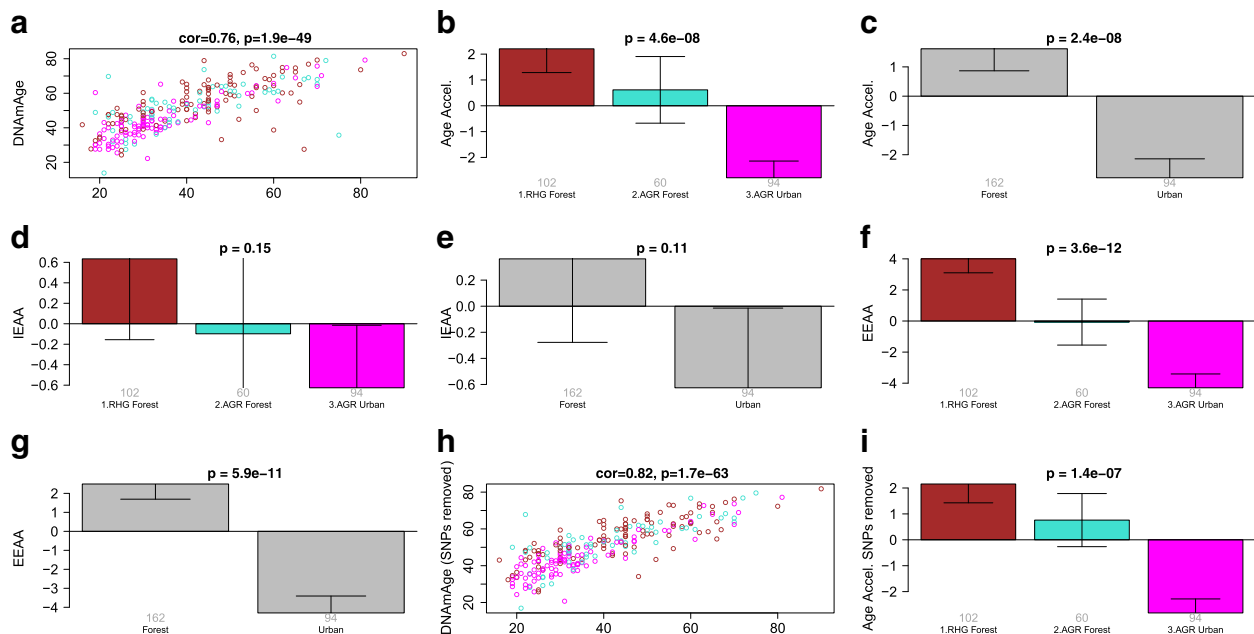 a
cor=0.76, p=1.9e−49
DNAmAge
80
60
40
20
20 40 60 80
b
p = 4.6e−08
Age Accel.
2
1
0
−1
−2
102 60 94
1.RHG Forest 2.AGR Forest 3.AGR Urban
c
p = 2.4e−08
Age Accel.
1
0
−2
162 94
Forest Urban
d
p = 0.15
IEAA
0.6
0.4
0.2
0.0
−0.2
−0.4
−0.6
102 60 94
1.RHG Forest 2.AGR Forest 3.AGR Urban
e
p = 0.11
IEAA
0.2
0.0
−0.2
−0.4
−0.6
162 94
Forest Urban
f
p = 3.6e−12
EEAA
4
2
0
−2
−4
102 60 94
1.RHG Forest 2.AGR Forest 3.AGR Urban
g
p = 5.9e−11
EEAA
2
1
0
−1
−2
−3
−4
162 94
Forest Urban
h
cor=0.82, p=1.7e−63
DNAmAge (SNPs removed)
80
60
40
20
20 40 60 80
i
p = 1.4e−07
Age Accel. SNPs removed
2
1
0
−1
−2
102 60 94
1.RHG Forest 2.AGR Forest 3.AGR Urban